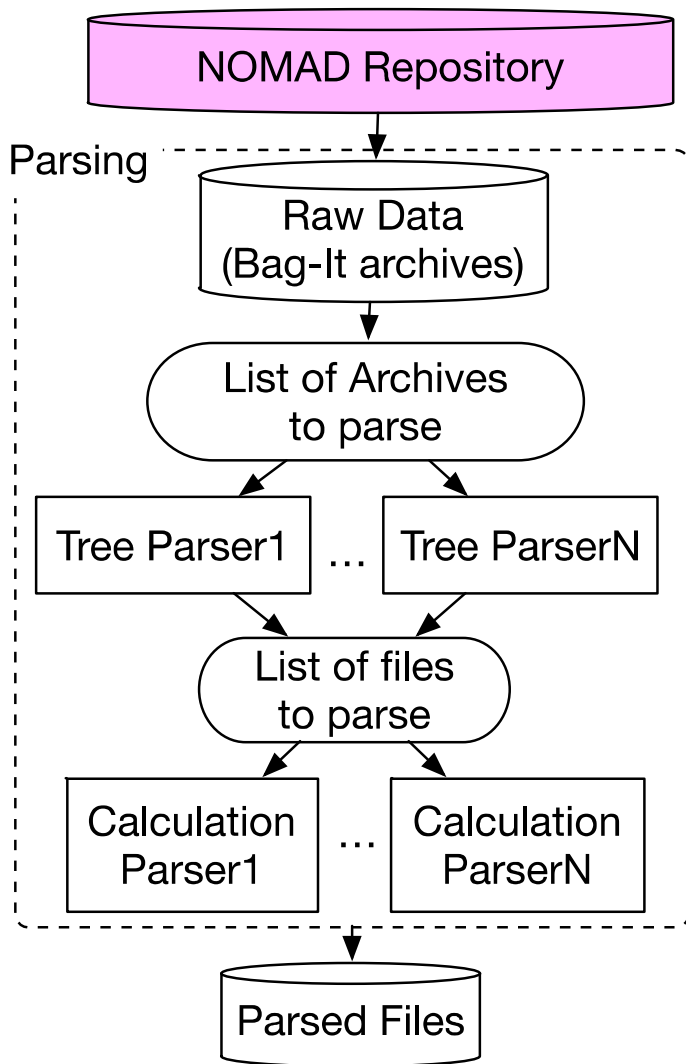 NOMAD Repository
Parsing
Raw Data
(Bag-It archives)
List of Archives
to parse
Tree Parser1 ... Tree ParserN
List of files
to parse
Calculation
Parser1
...
Calculation
ParserN
Parsed Files